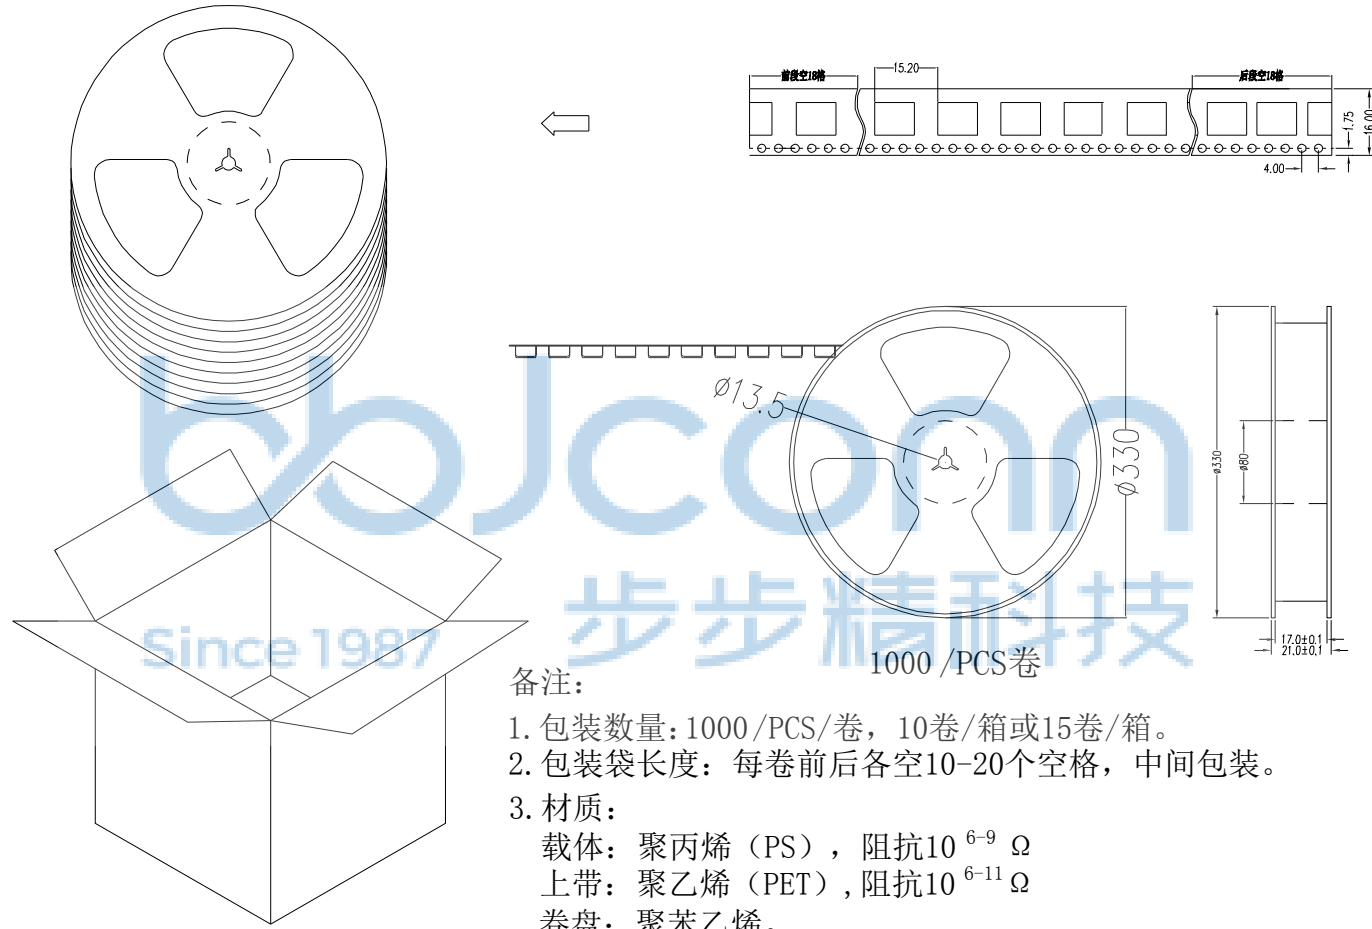 前段空18格
15.20
后段空18格
1.75
16.00
4.00
ø13.5
ø330
ø330
ø80
17.0±0.1
21.0±0.1
bbJconn
步步精科技
Since 1987
1000/PCS卷
备注:
1.包装数量:1000/PCS/卷，10卷/箱或15卷/箱。
2.包装袋长度：每卷前后各空10-20个空格，中间包装。
3.材质：
载体：聚丙烯（PS），阻抗10 6-9 Ω
上带：聚乙烯（PET）,阻抗10 6-11 Ω
卷盘：聚苯乙烯。